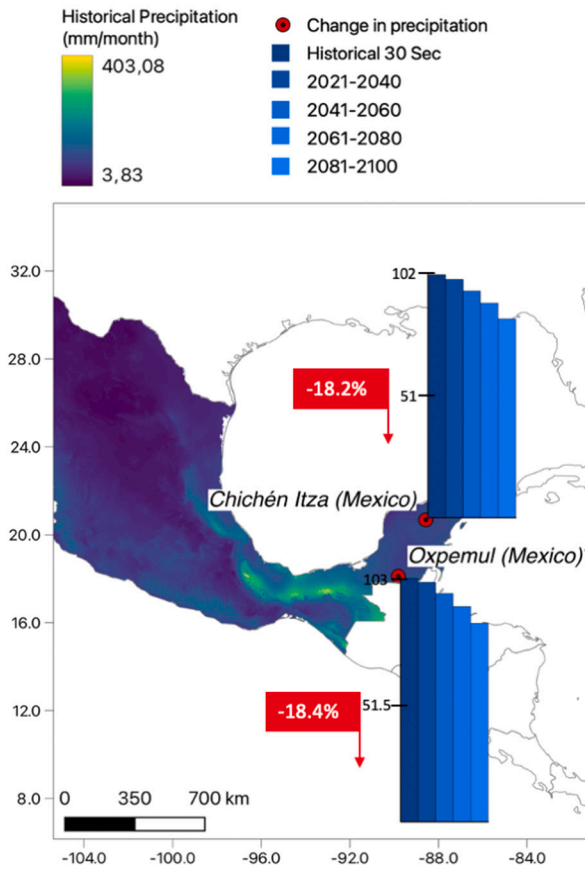 Historical Precipitation
(mm/month)
403,08
3,83
Change in precipitation
Historical 30 Sec
2021-2040
2041-2060
2061-2080
2081-2100
32.0
28.0
24.0
20.0
16.0
12.0
8.0
102
51
-18.2%
Chichén Itza (Mexico)
Oxpemul (Mexico)
103
51.5
-18.4%
0 350 700 km
-104.0 -100.0 -96.0 -92.0 -88.0 -84.0